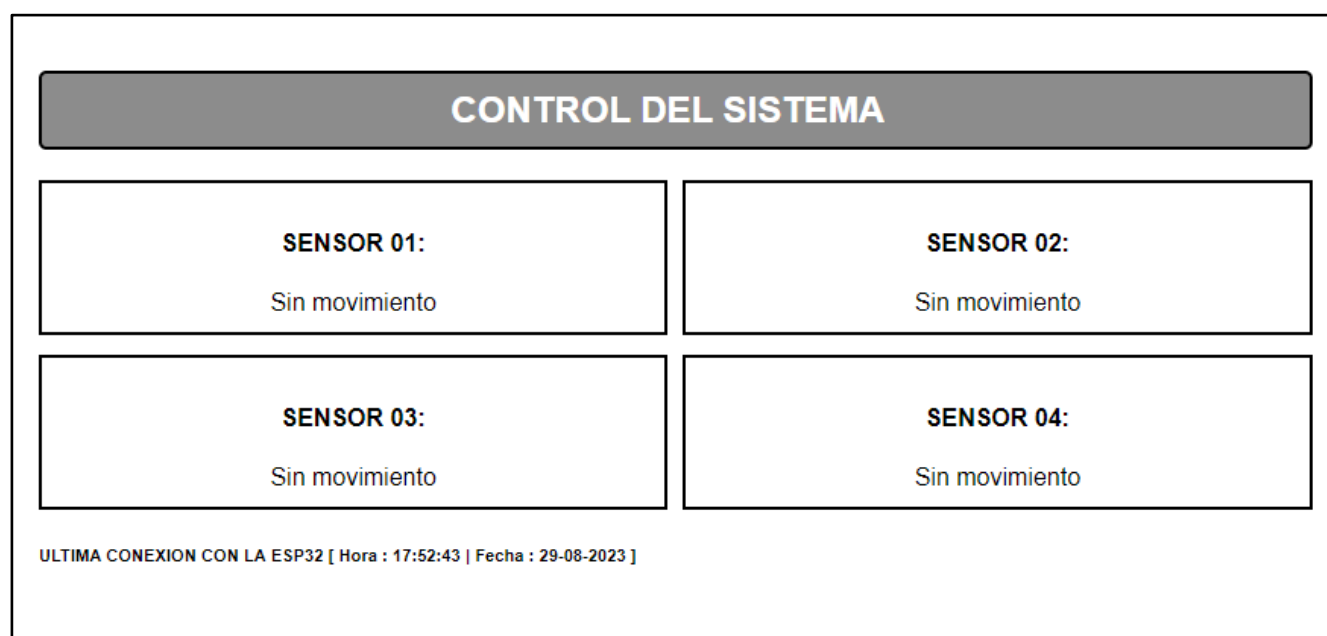 CONTROL DEL SISTEMA
SENSOR 01:
Sin movimiento
SENSOR 02:
Sin movimiento
SENSOR 03:
Sin movimiento
SENSOR 04:
Sin movimiento
ULTIMA CONEXION CON LA ESP32 [ Hora : 17:52:43 | Fecha : 29-08-2023 ]